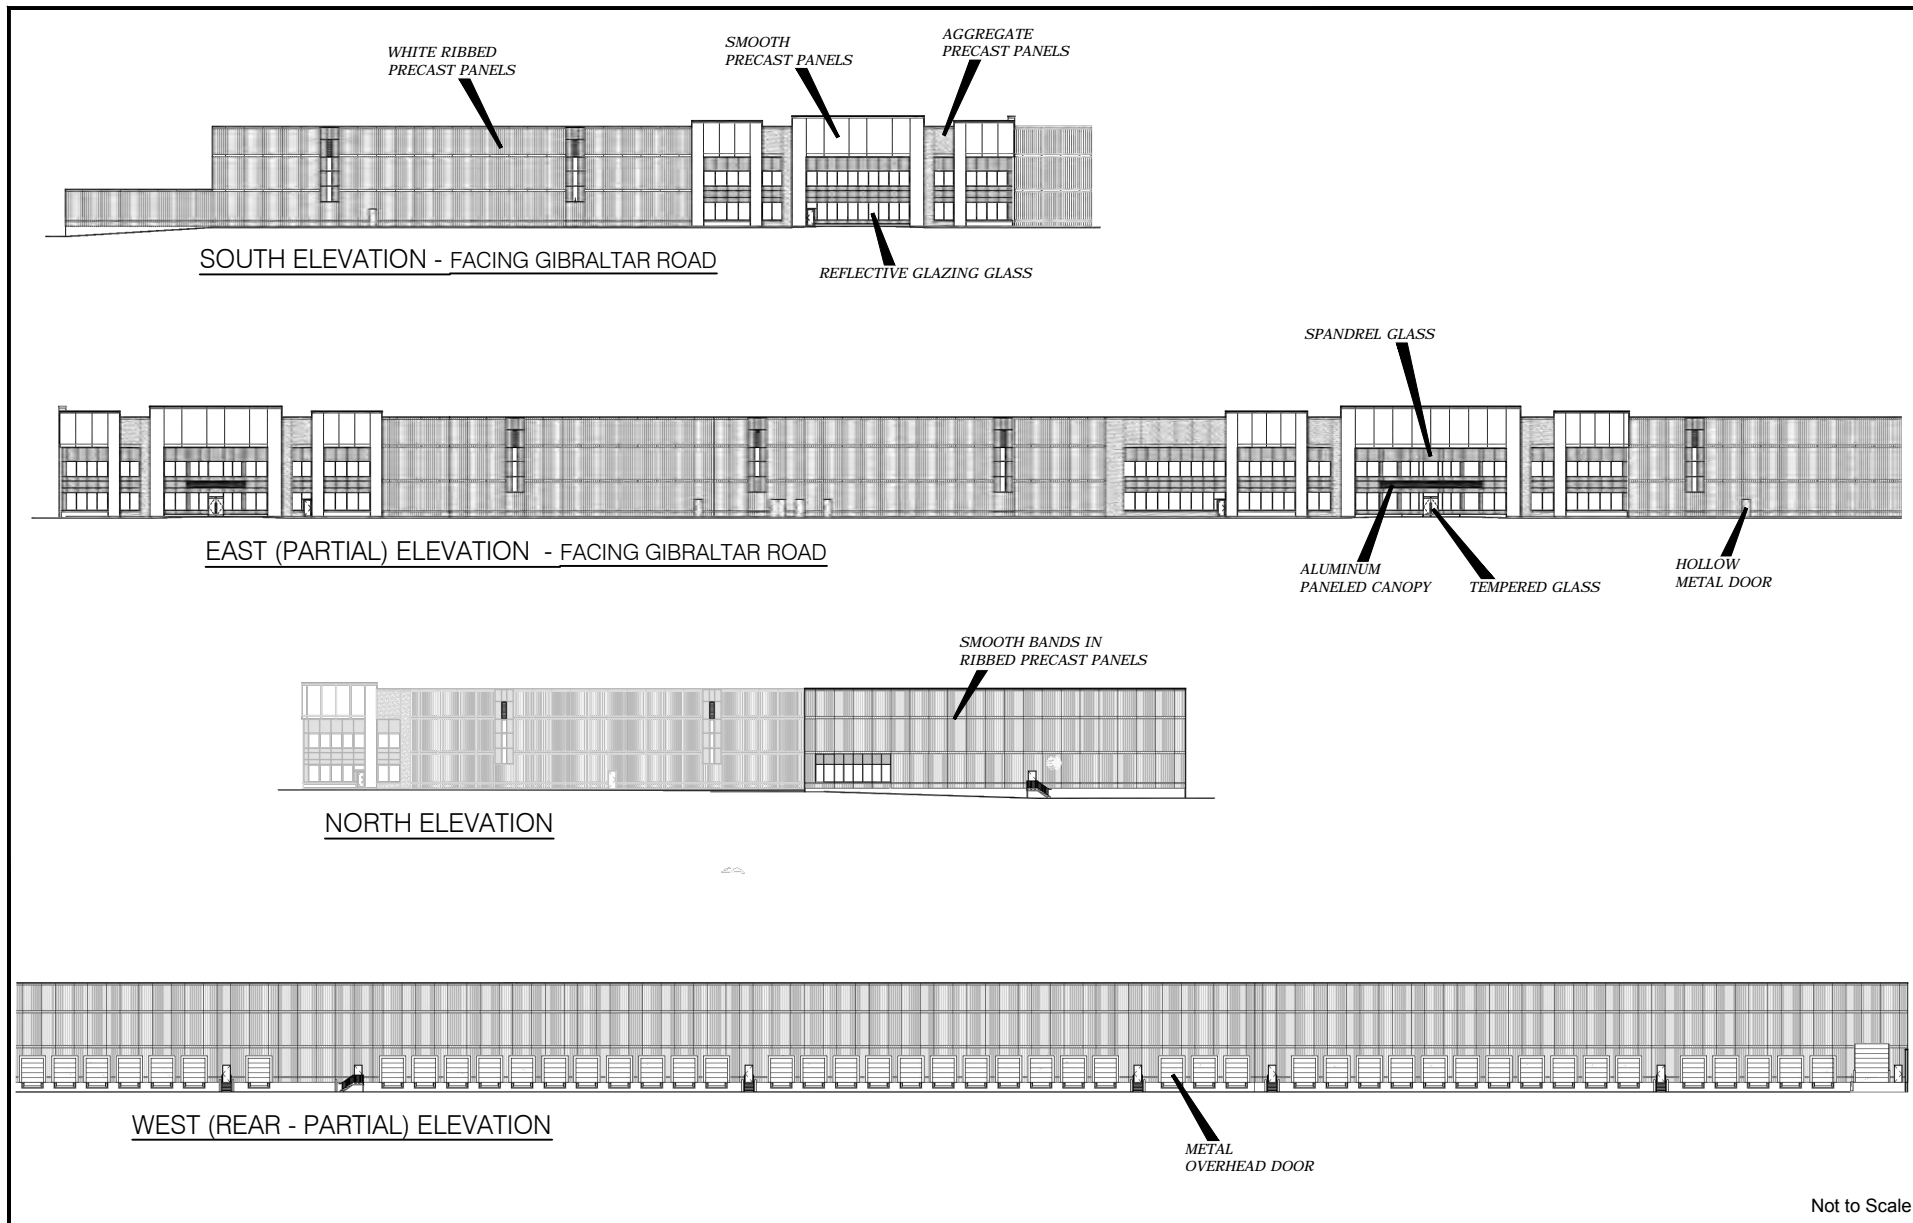 WHITE RIBBED
PRECAST PANELS
SMOOTH
PRECAST PANELS
AGGREGATE
PRECAST PANELS
SOUTH ELEVATION - FACING GIBRALTAR ROAD
REFLECTIVE GLAZING GLASS
SPANDREL GLASS
EAST (PARTIAL) ELEVATION - FACING GIBRALTAR ROAD
ALUMINUM
PANELED CANOPY
TEMPERED GLASS
HOLLOW
METAL DOOR
SMOOTH BANDS IN
RIBBED PRECAST PANELS
NORTH ELEVATION
WEST (REAR - PARTIAL) ELEVATION
METAL
OVERHEAD DOOR
Not to Scale